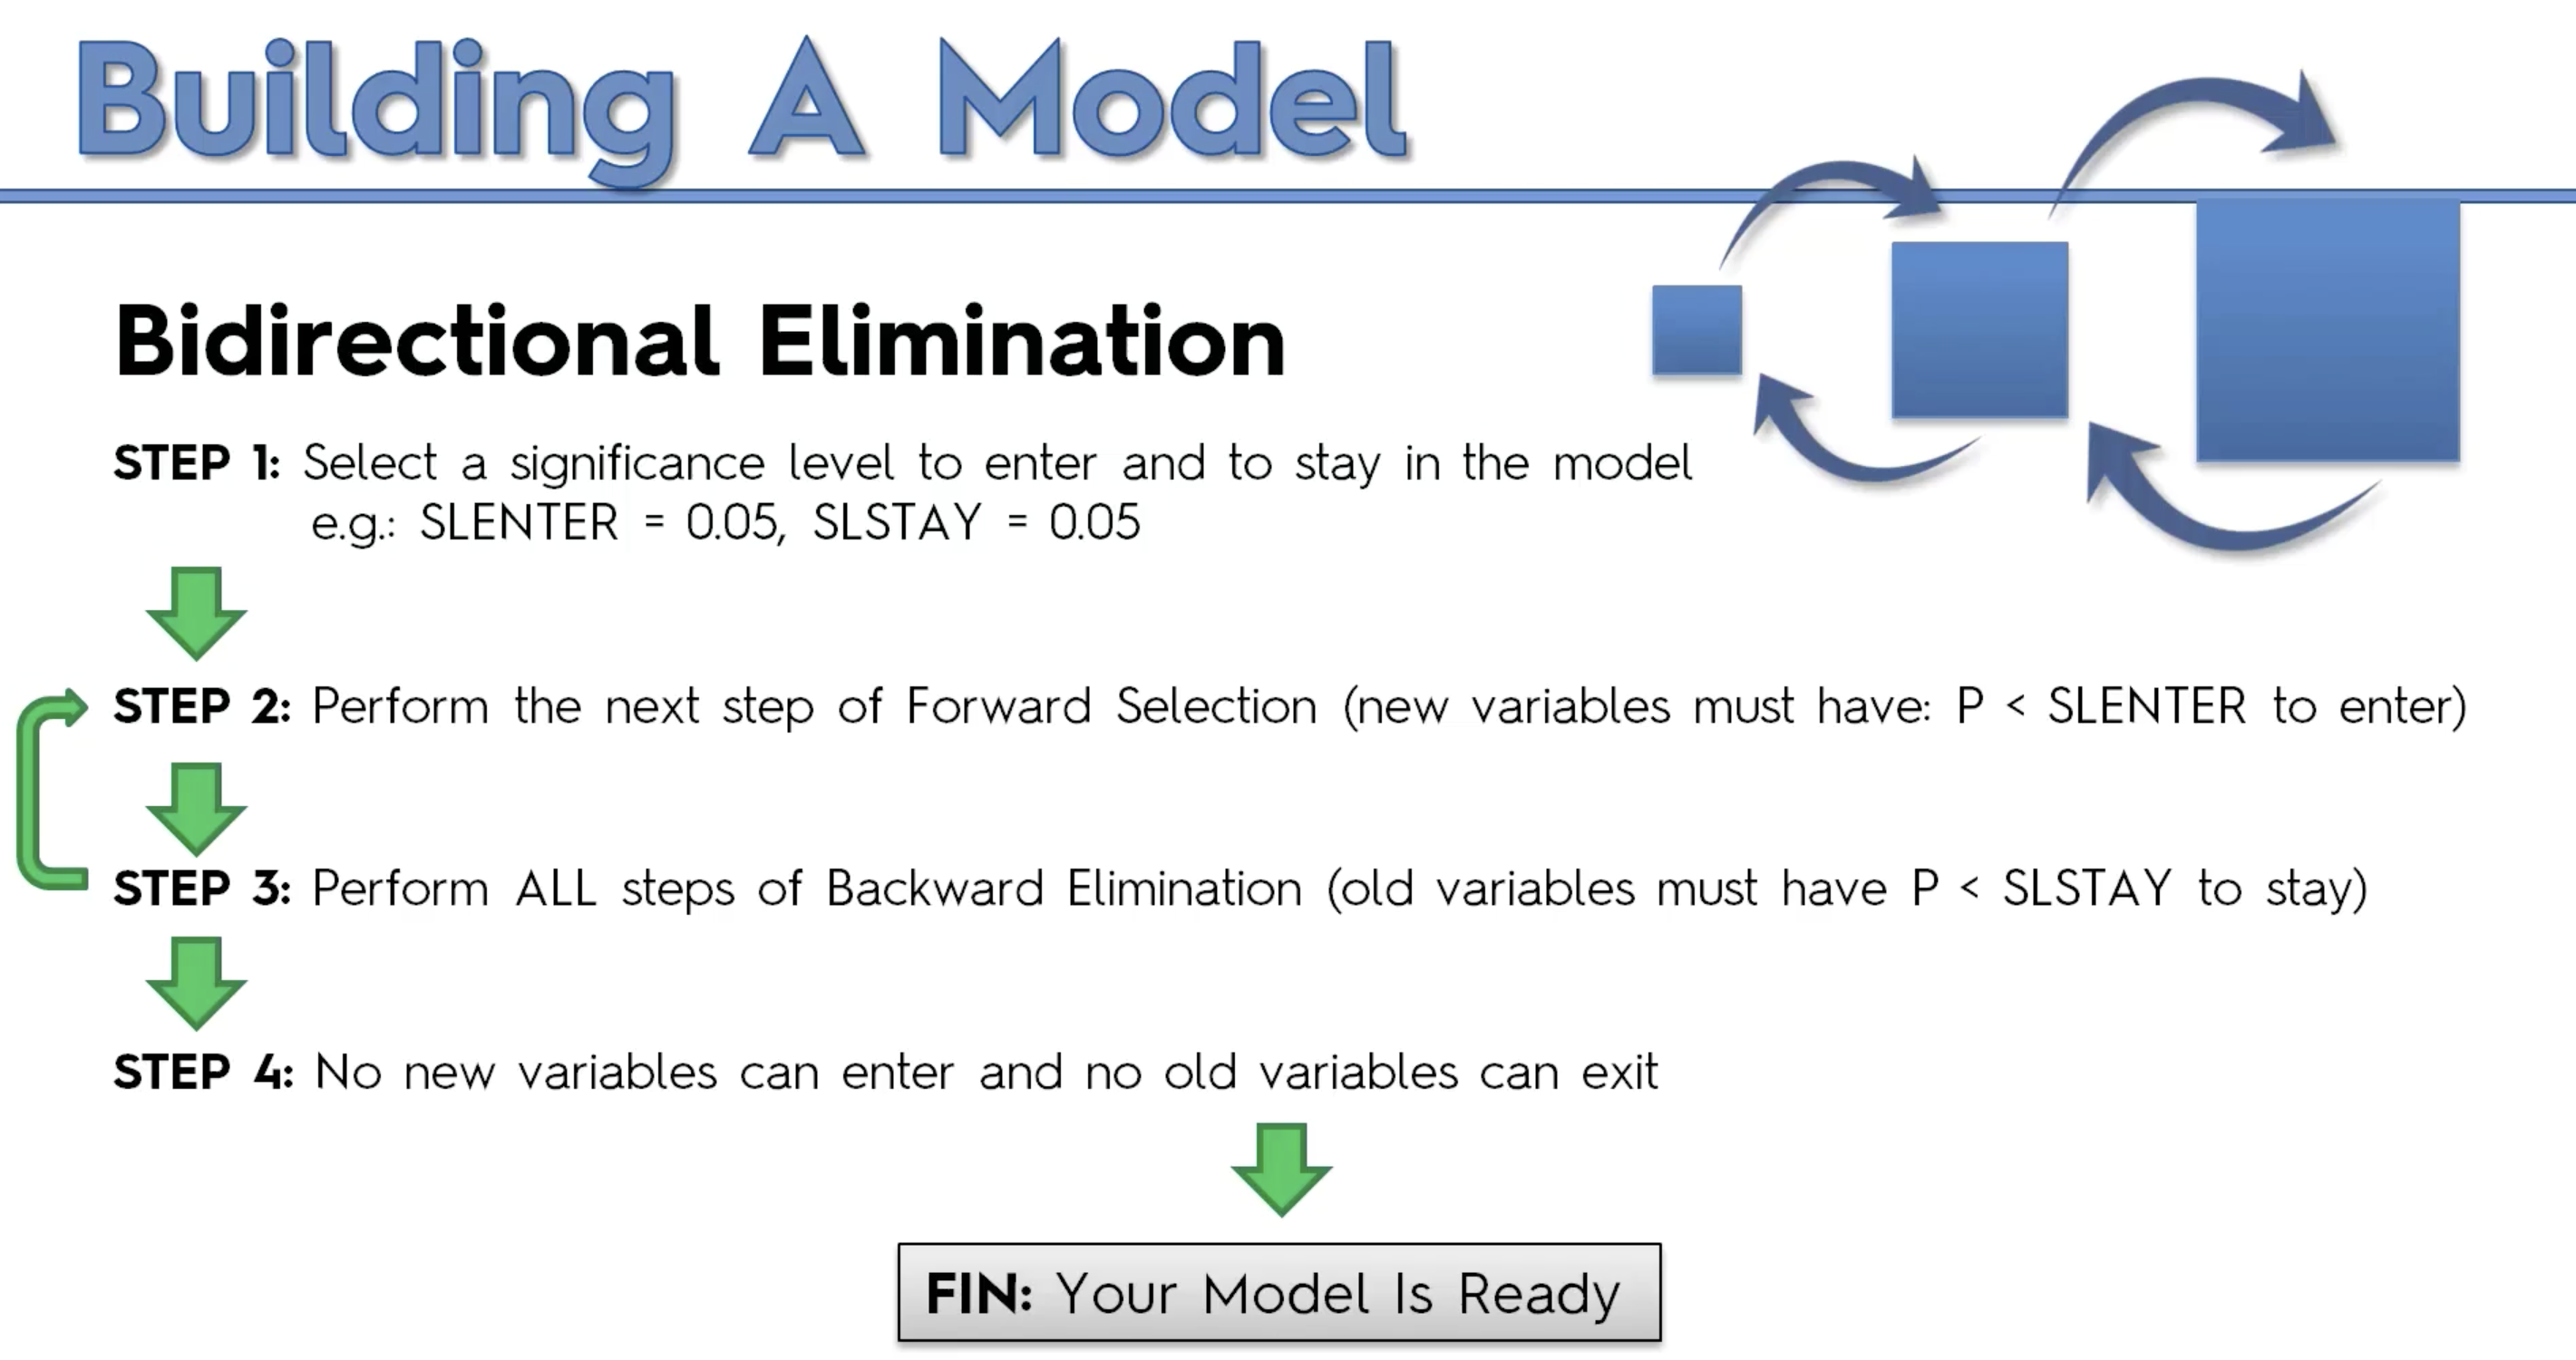 Building A Model
Bidirectional Elimination
STEP 1: Select a significance level to enter and to stay in the model
e.g.: SLENTER = 0.05, SLSTAY = 0.05
STEP 2: Perform the next step of Forward Selection (new variables must have: P < SLENTER to enter)
STEP 3: Perform ALL steps of Backward Elimination (old variables must have P < SLSTAY to stay)
STEP 4: No new variables can enter and no old variables can exit
FIN: Your Model Is Ready